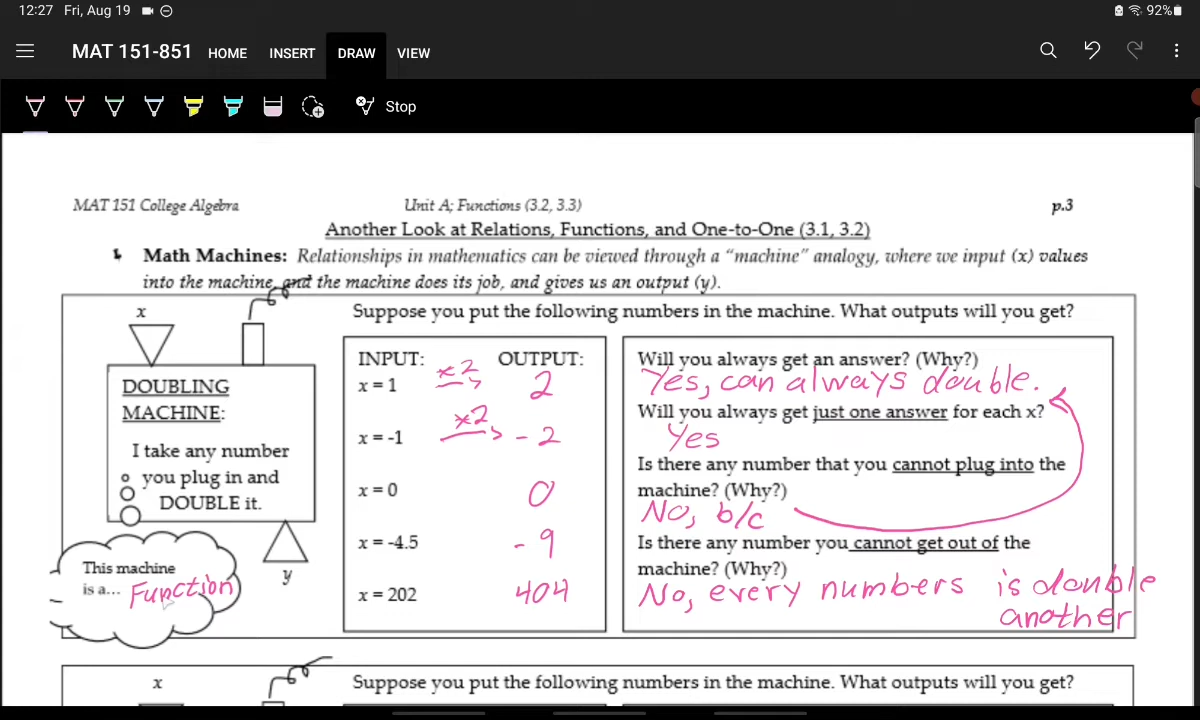 12:27 Fri, Aug 19 92%
MAT 151-851 HOME INSERT DRAW VIEW
Stop
MAT 151 College Algebra Unit A; Functions (3.2, 3.3) p.3
Another Look at Relations, Functions, and One-to-One (3.1, 3.2)
Math Machines: Relationships in mathematics can be viewed through a “machine” analogy, where we input (x) values
into the machine, and the machine does its job, and gives us an output (y).
x
DOUBLING
MACHINE:
I take any number
you plug in and
DOUBLE it.
y
This machine
is a... Function
Suppose you put the following numbers in the machine. What outputs will you get?
INPUT: OUTPUT:
x = 1 x2 2
x = -1 x2 -2
x = 0 0
x = -4.5 -9
x = 202 404
Will you always get an answer? (Why?)
Yes, can always double.
Will you always get just one answer for each x?
Yes
Is there any number that you cannot plug into the
machine? (Why?)
No, b/c
Is there any number you cannot get out of the
machine? (Why?)
No, every numbers is double
another
x
Suppose you put the following numbers in the machine. What outputs will you get?